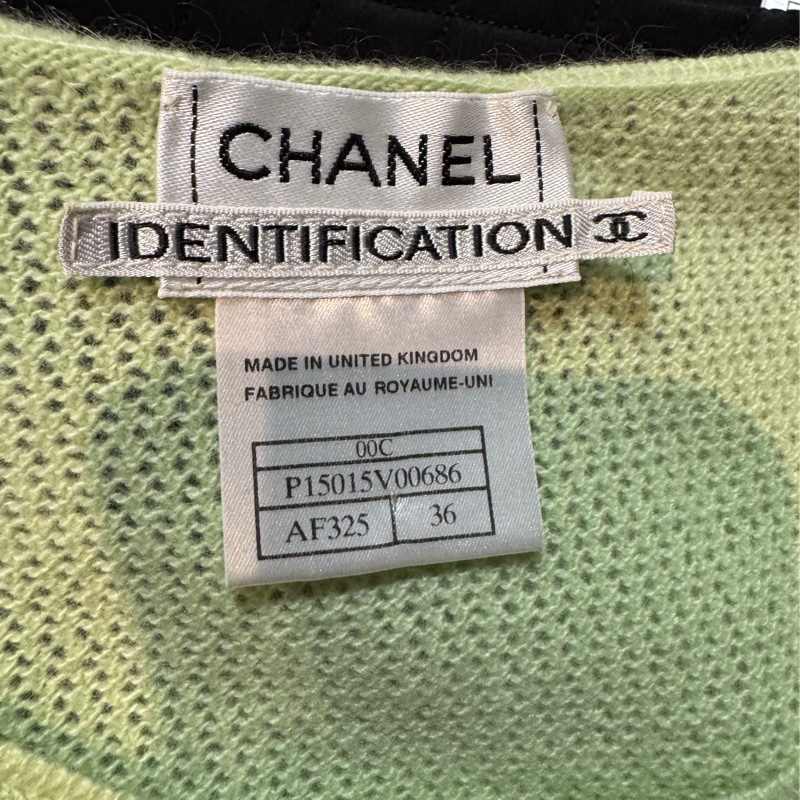 CHANEL
IDENTIFICATION
MADE IN UNITED KINGDOM
FABRIQUE AU ROYAUME-UNI
00C
P15015V00686
AF325 36